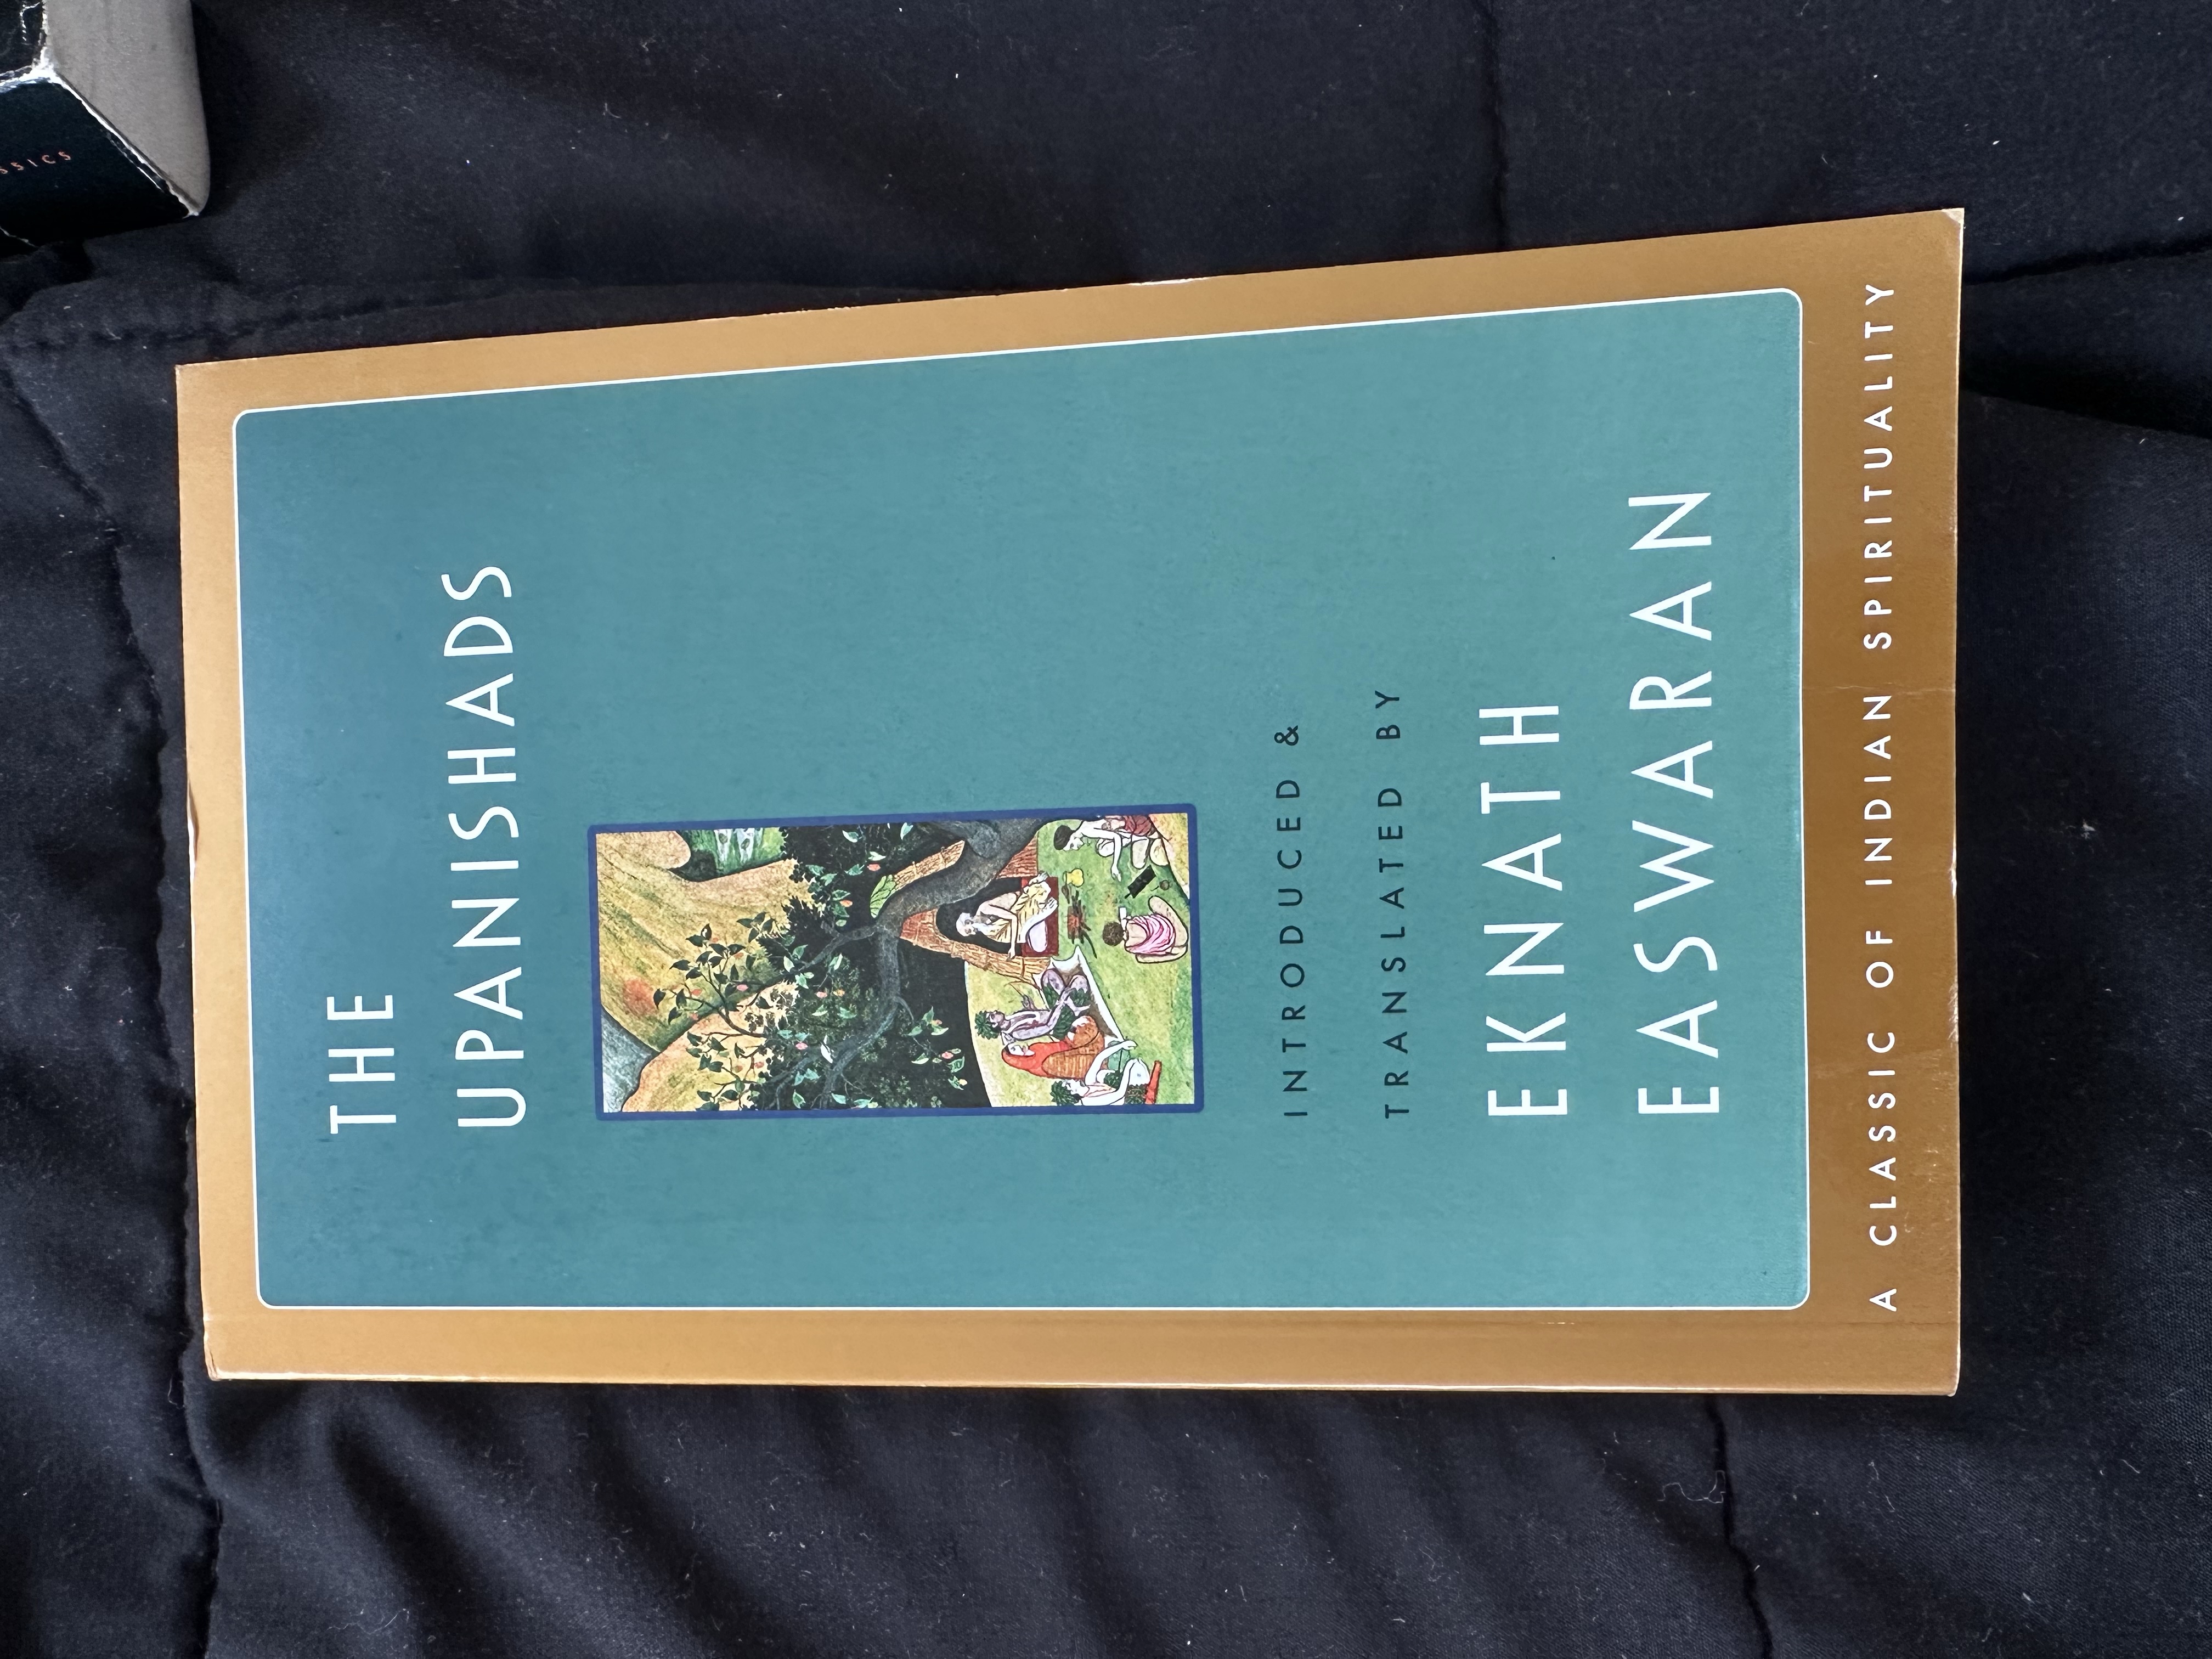 THE
UPANISHADS
INTRODUCED &
TRANSLATED BY
EKNATH
EASWARAN
A CLASSIC OF INDIAN SPIRITUALITY